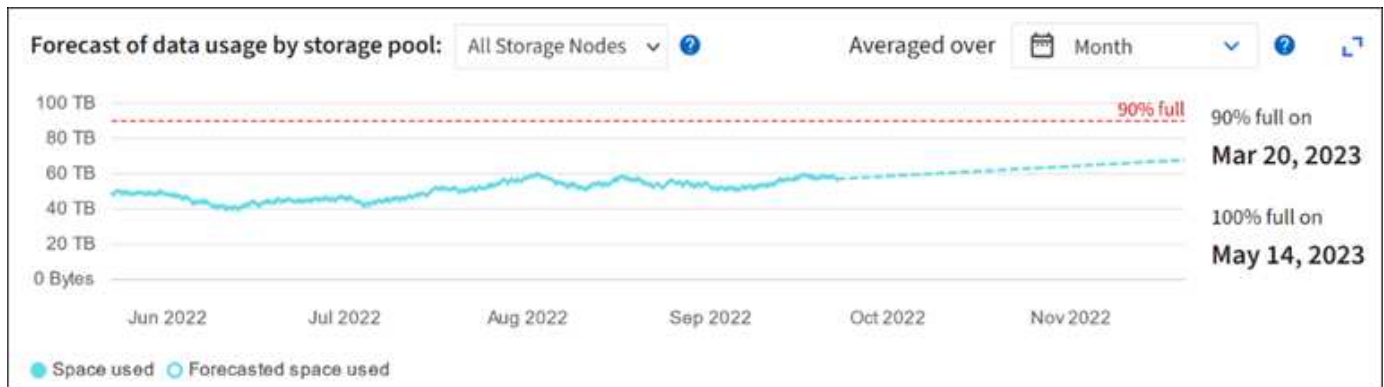 Forecast of data usage by storage pool: All Storage Nodes ? Averaged over Month ?
100 TB
90% full
80 TB
60 TB
40 TB
20 TB
0 Bytes
90% full on
Mar 20, 2023
100% full on
May 14, 2023
Jun 2022 Jul 2022 Aug 2022 Sep 2022 Oct 2022 Nov 2022
Space used Forecasted space used